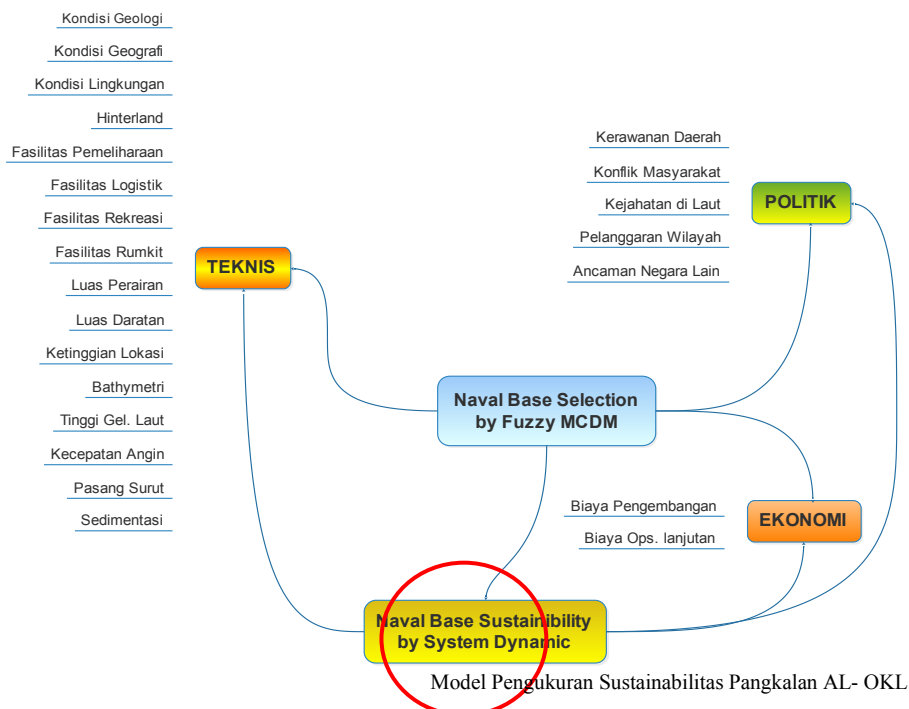 Kondisi Geologi
Kondisi Geografi
Kondisi Lingkungan
Hinterland
Fasilitas Pemeliharaan
Fasilitas Logistik
Fasilitas Rekreasi
Fasilitas Rumkit
Luas Perairan
Luas Daratan
Ketinggian Lokasi
Bathymetri
Tinggi Gel. Laut
Kecepatan Angin
Pasang Surut
Sedimentasi
TEKNIS
Kerawanan Daerah
Konflik Masyarakat
Kejahatan di Laut
Pelanggaran Wilayah
Ancaman Negara Lain
POLITIK
Naval Base Selection
by Fuzzy MCDM
Biaya Pengembangan
Biaya Ops. lanjutan
EKONOMI
Naval Base Sustainibility
by System Dynamic
Model Pengukuran Sustainabilitas Pangkalan AL- OKL